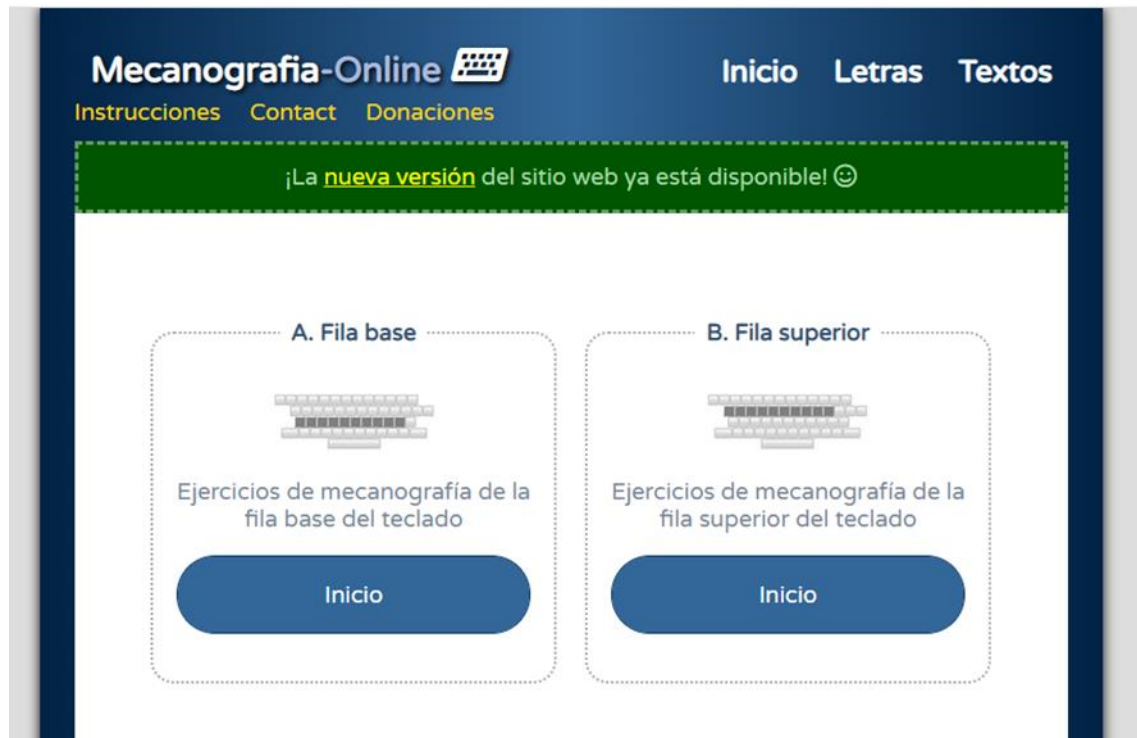 Mecanografia-Online
Inicio Letras Textos
Instrucciones Contact Donaciones
¡La nueva versión del sitio web ya está disponible!
A. Fila base
Ejercicios de mecanografía de la
fila base del teclado
Inicio
B. Fila superior
Ejercicios de mecanografía de la
fila superior del teclado
Inicio